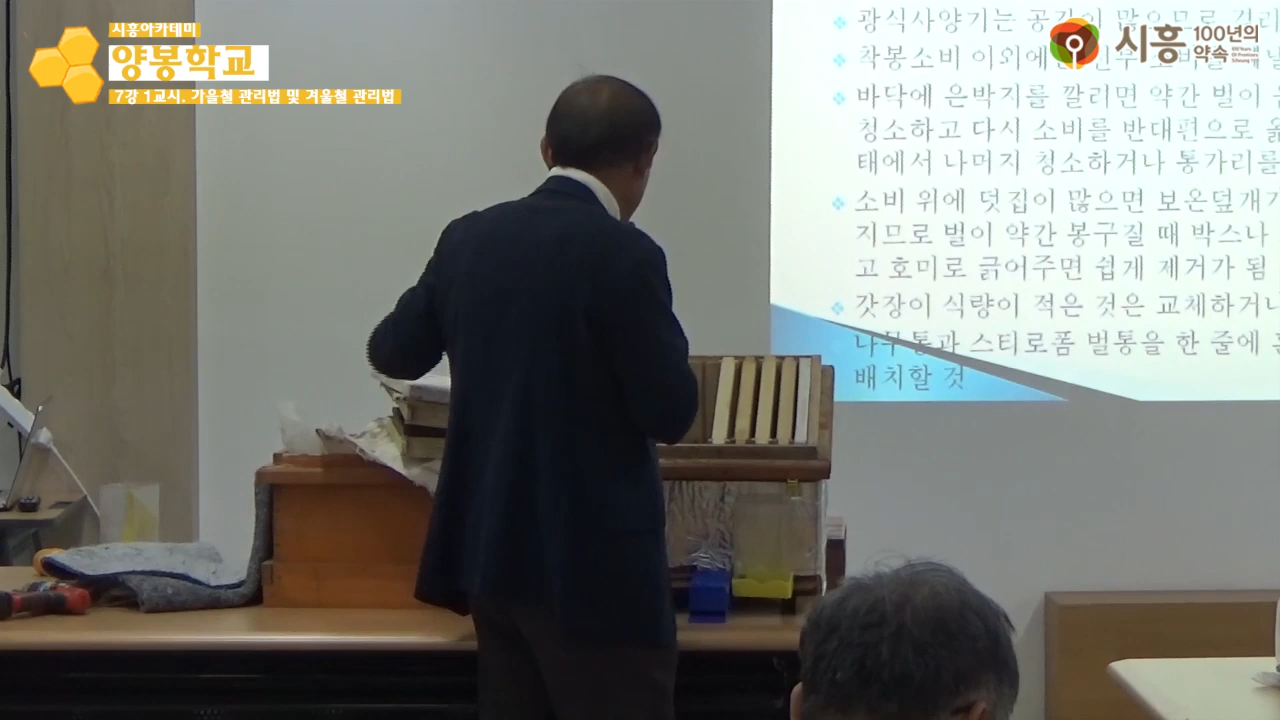 시흥아카데미
양봉학교
7강 1교시. 가을철 관리법 및 겨울철 관리법
시흥 100년의 약속
광식사양기는 공간이 많으므로
착봉소비 이외에
바닥에 은박지를 깔려면 약간 벌이
청소하고 다시 소비를 반대편으로
태에서 나머지 청소하거나 통가리를
소비 위에 덧집이 많으면 보온덮개가
지므로 벌이 약간 봉구질 때 박스나
고 호미로 긁어주면 쉽게 제거가 됨
갓장이 식량이 적은 것은 교체하거나
나무통과 스티로폼 벌통을 한 줄에
배치할 것